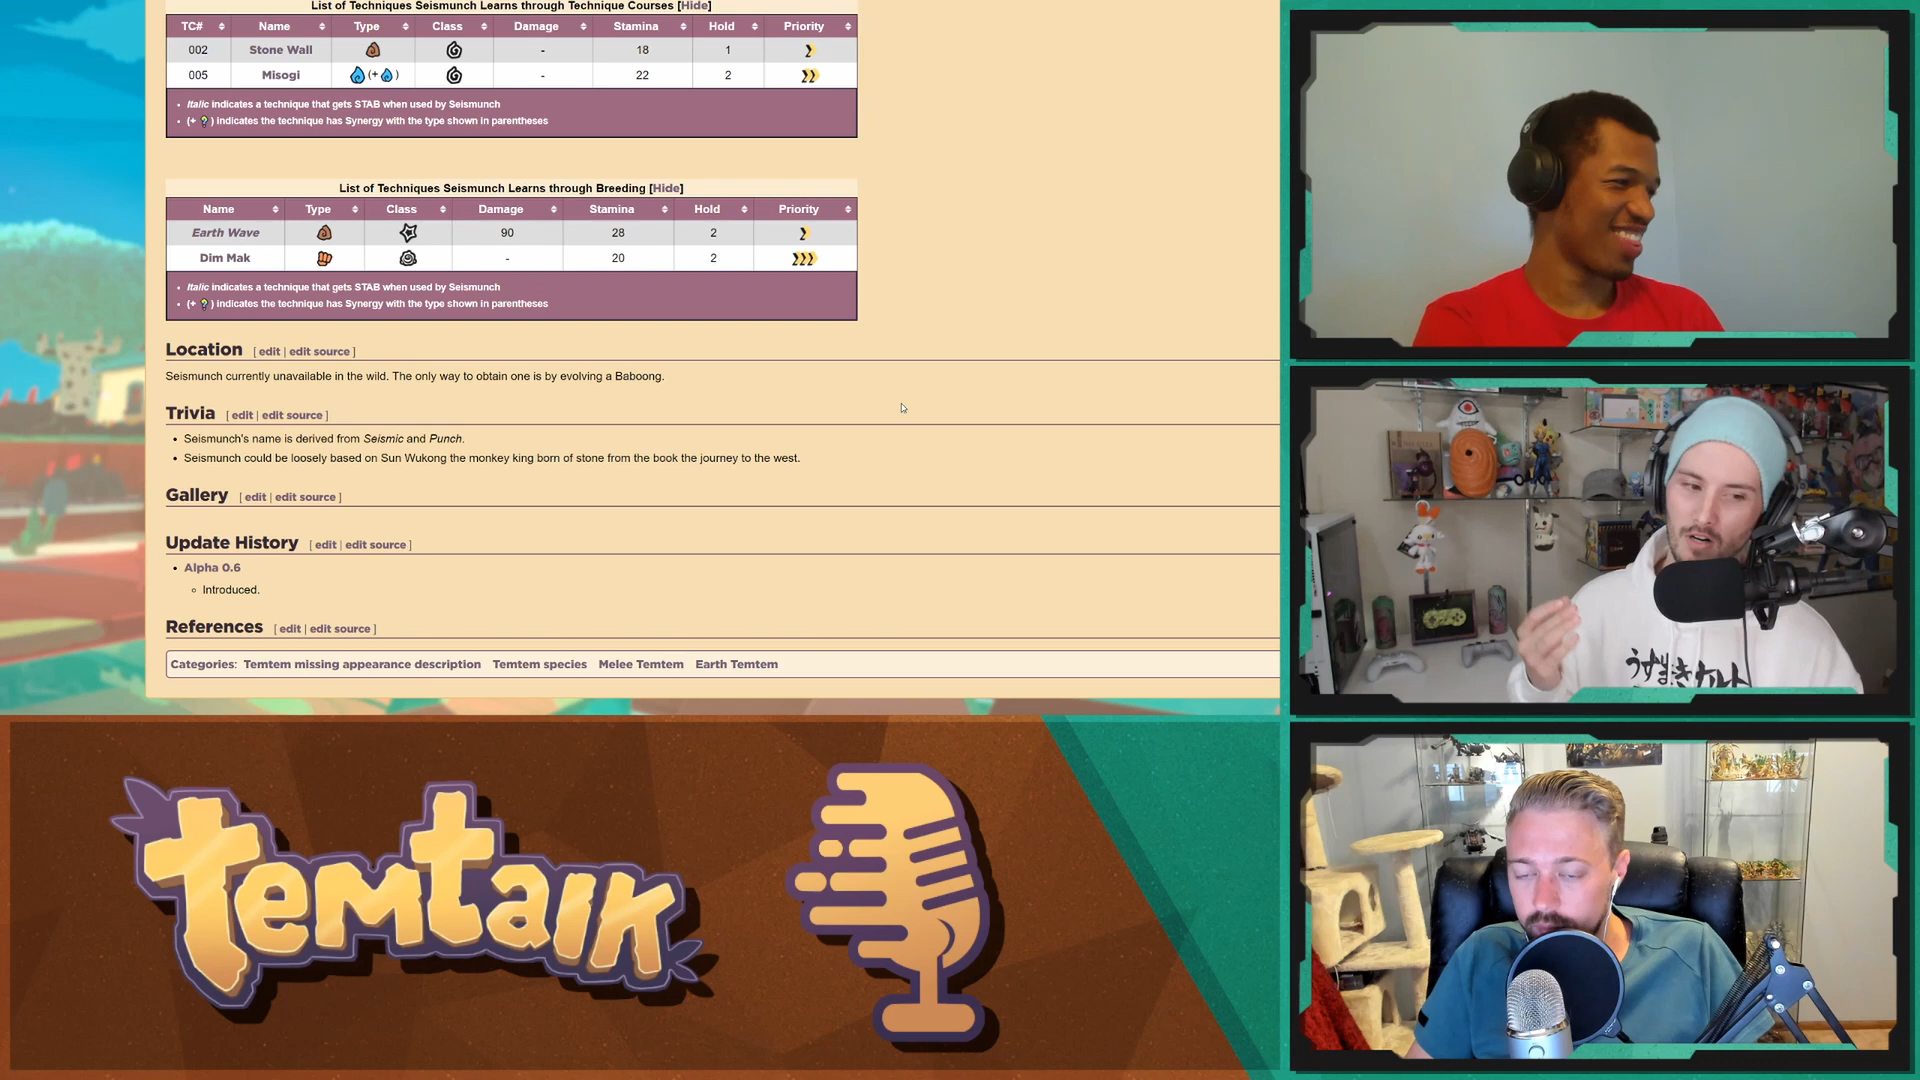 List of Techniques Seismunch Learns through Technique Courses [Hide]
TC# Name Type Class Damage Stamina Hold Priority
002 Stone Wall - 18 1
005 Misogi (+ ) - 22 2
• Italic indicates a technique that gets STAB when used by Seismunch
• (+ ) indicates the technique has Synergy with the type shown in parentheses
List of Techniques Seismunch Learns through Breeding [Hide]
Name Type Class Damage Stamina Hold Priority
Earth Wave 90 28 2
Dim Mak - 20 2
• Italic indicates a technique that gets STAB when used by Seismunch
• (+ ) indicates the technique has Synergy with the type shown in parentheses
Location [ edit | edit source ]
Seismunch currently unavailable in the wild. The only way to obtain one is by evolving a Baboong.
Trivia [ edit | edit source ]
• Seismunch's name is derived from Seismic and Punch.
• Seismunch could be loosely based on Sun Wukong the monkey king born of stone from the book the journey to the west.
Gallery [ edit | edit source ]
Update History [ edit | edit source ]
• Alpha 0.6
◦ Introduced.
References [ edit | edit source ]
Categories: Temtem missing appearance description Temtem species Melee Temtem Earth Temtem
temtalk
うずまきナルト